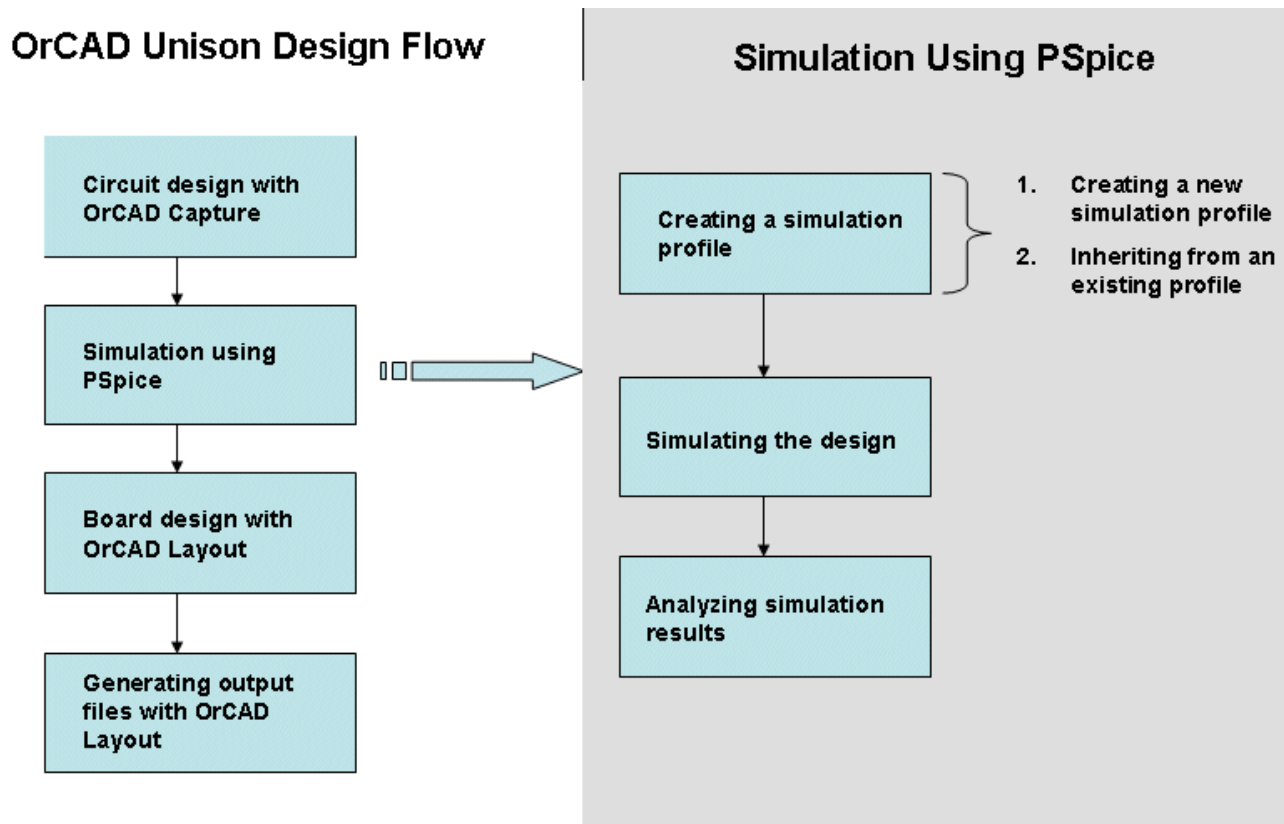 OrCAD Unison Design Flow
Circuit design with
OrCAD Capture
Simulation using
PSpice
Board design with
OrCAD Layout
Generating output
files with OrCAD
Layout
Simulation Using PSpice
Creating a simulation
profile
1. Creating a new
simulation profile
2. Inheriting from an
existing profile
Simulating the design
Analyzing simulation
results